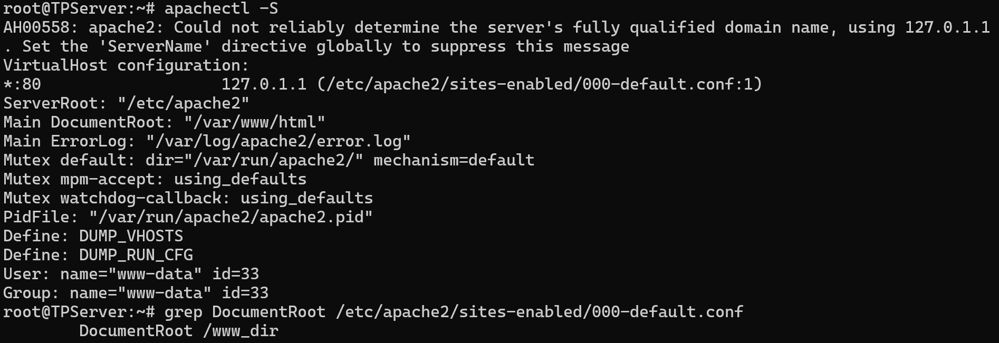 root@TPServer:~# apachectl -S
AH00558: apache2: Could not reliably determine the server's fully qualified domain name, using 127.0.1.1
. Set the 'ServerName' directive globally to suppress this message
VirtualHost configuration:
*:80                   127.0.1.1 (/etc/apache2/sites-enabled/000-default.conf:1)
ServerRoot: "/etc/apache2"
Main DocumentRoot: "/var/www/html"
Main ErrorLog: "/var/log/apache2/error.log"
Mutex default: dir="/var/run/apache2/" mechanism=default
Mutex mpm-accept: using_defaults
Mutex watchdog-callback: using_defaults
PidFile: "/var/run/apache2/apache2.pid"
Define: DUMP_VHOSTS
Define: DUMP_RUN_CFG
User: name="www-data" id=33
Group: name="www-data" id=33
root@TPServer:~# grep DocumentRoot /etc/apache2/sites-enabled/000-default.conf
        DocumentRoot /www_dir